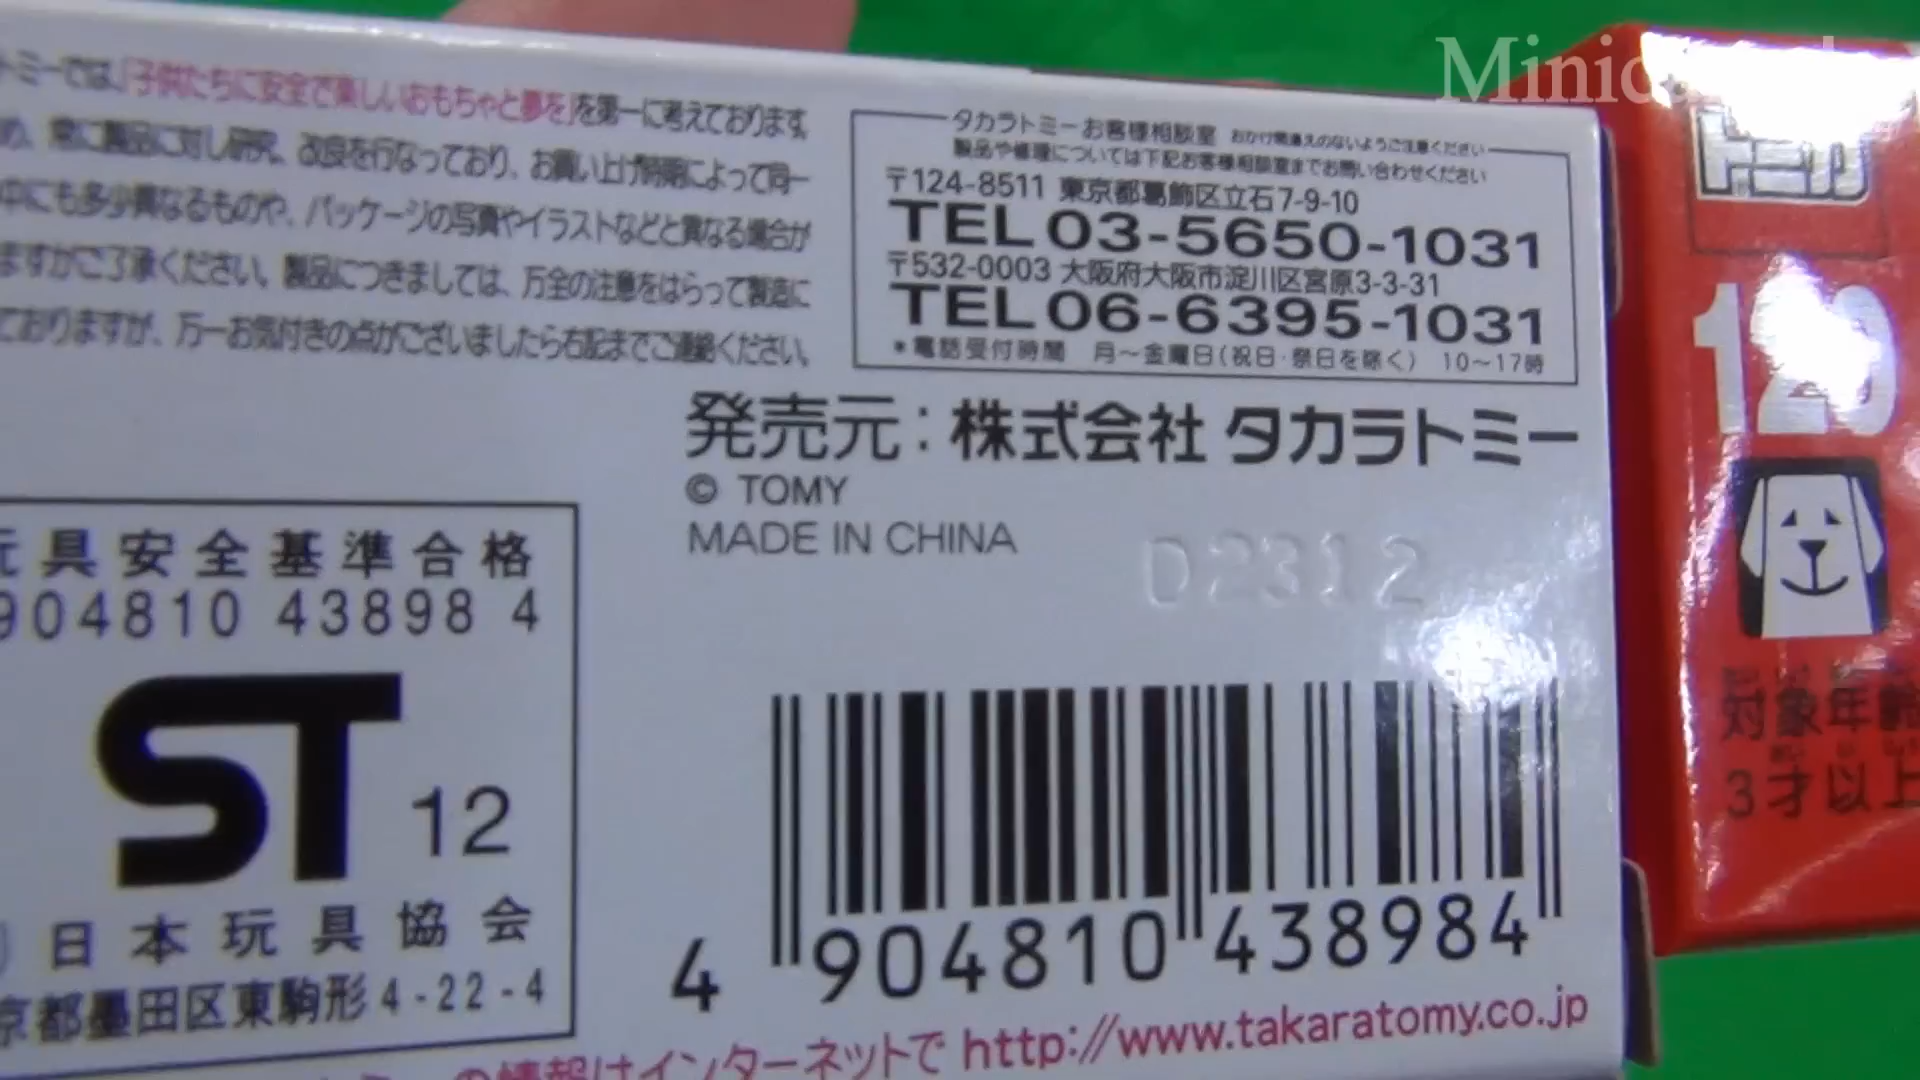 トミーでは、「子供たちに安全で楽しいおもちゃと夢を」を第一に考えております。
常に製品に対し研究、改良を行なっており、お買い上げ時期によって同一
中にも多少異なるものや、パッケージの写真やイラストなどと異なる場合が
ますがご了承ください。製品につきましては、万全の注意をはらって製造に
ておりますが、万一お気付きの点がございましたら右記までご連絡ください。
タカラトミーお客様相談室 おかけ間違えのないようご注意ください
製品や修理については下記お客様相談室までお問い合わせください
〒124-8511 東京都葛飾区立石7-9-10
TEL 03-5650-1031
〒532-0003 大阪府大阪市淀川区宮原3-3-31
TEL 06-6395-1031
*電話受付時間 月〜金曜日(祝日・祭日を除く) 10〜17時
発売元:株式会社 タカラトミー
© TOMY
MADE IN CHINA
D2312
玩具安全基準合格
904810 43898 4
ST 12
日本玩具協会
京都墨田区東駒形4-22-4
4 904810 438984
の情報はインターネットで http://www.takaratomy.co.jp
トミカ
120
対象年齢
3才以上